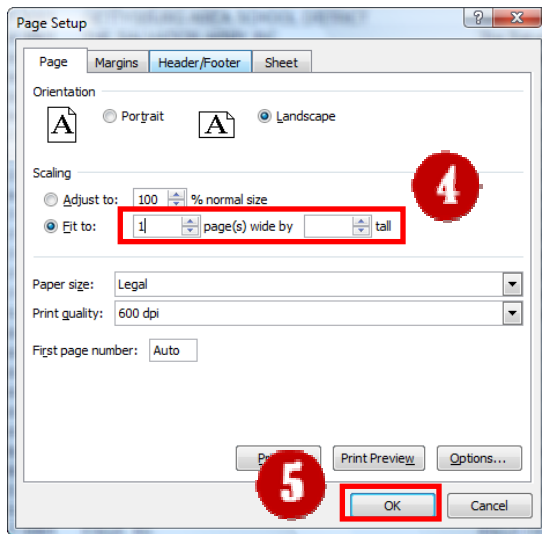 Page Setup
Page Margins Header/Footer Sheet
Orientation
A Portrait A Landscape
Scaling
Adjust to: 100 % normal size
4
Fit to: 1 page(s) wide by tall
Paper size: Legal
Print quality: 600 dpi
First page number: Auto
Print Preview Options...
5
OK Cancel